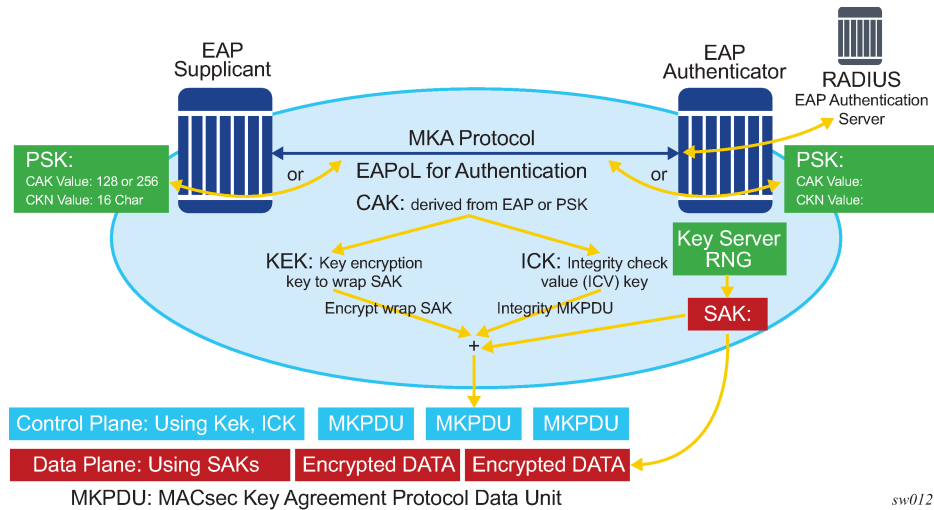 EAP
Supplicant
EAP
Authenticator
RADIUS
EAP Authentication
Server
MKA Protocol
PSK:
CAK Value: 128 or 256
CKN Value: 16 Char
or
EAPoL for Authentication
or
PSK:
CAK Value:
CKN Value:
CAK: derived from EAP or PSK
KEK: Key encryption
key to wrap SAK
ICK: Integrity check
value (ICV) key
Key Server
RNG
Encrypt wrap SAK
Integrity MKPDU
SAK:
+
Control Plane: Using Kek, ICK
MKPDU
MKPDU
MKPDU
Data Plane: Using SAKs
Encrypted DATA
Encrypted DATA
MKPDU: MACsec Key Agreement Protocol Data Unit
sw012